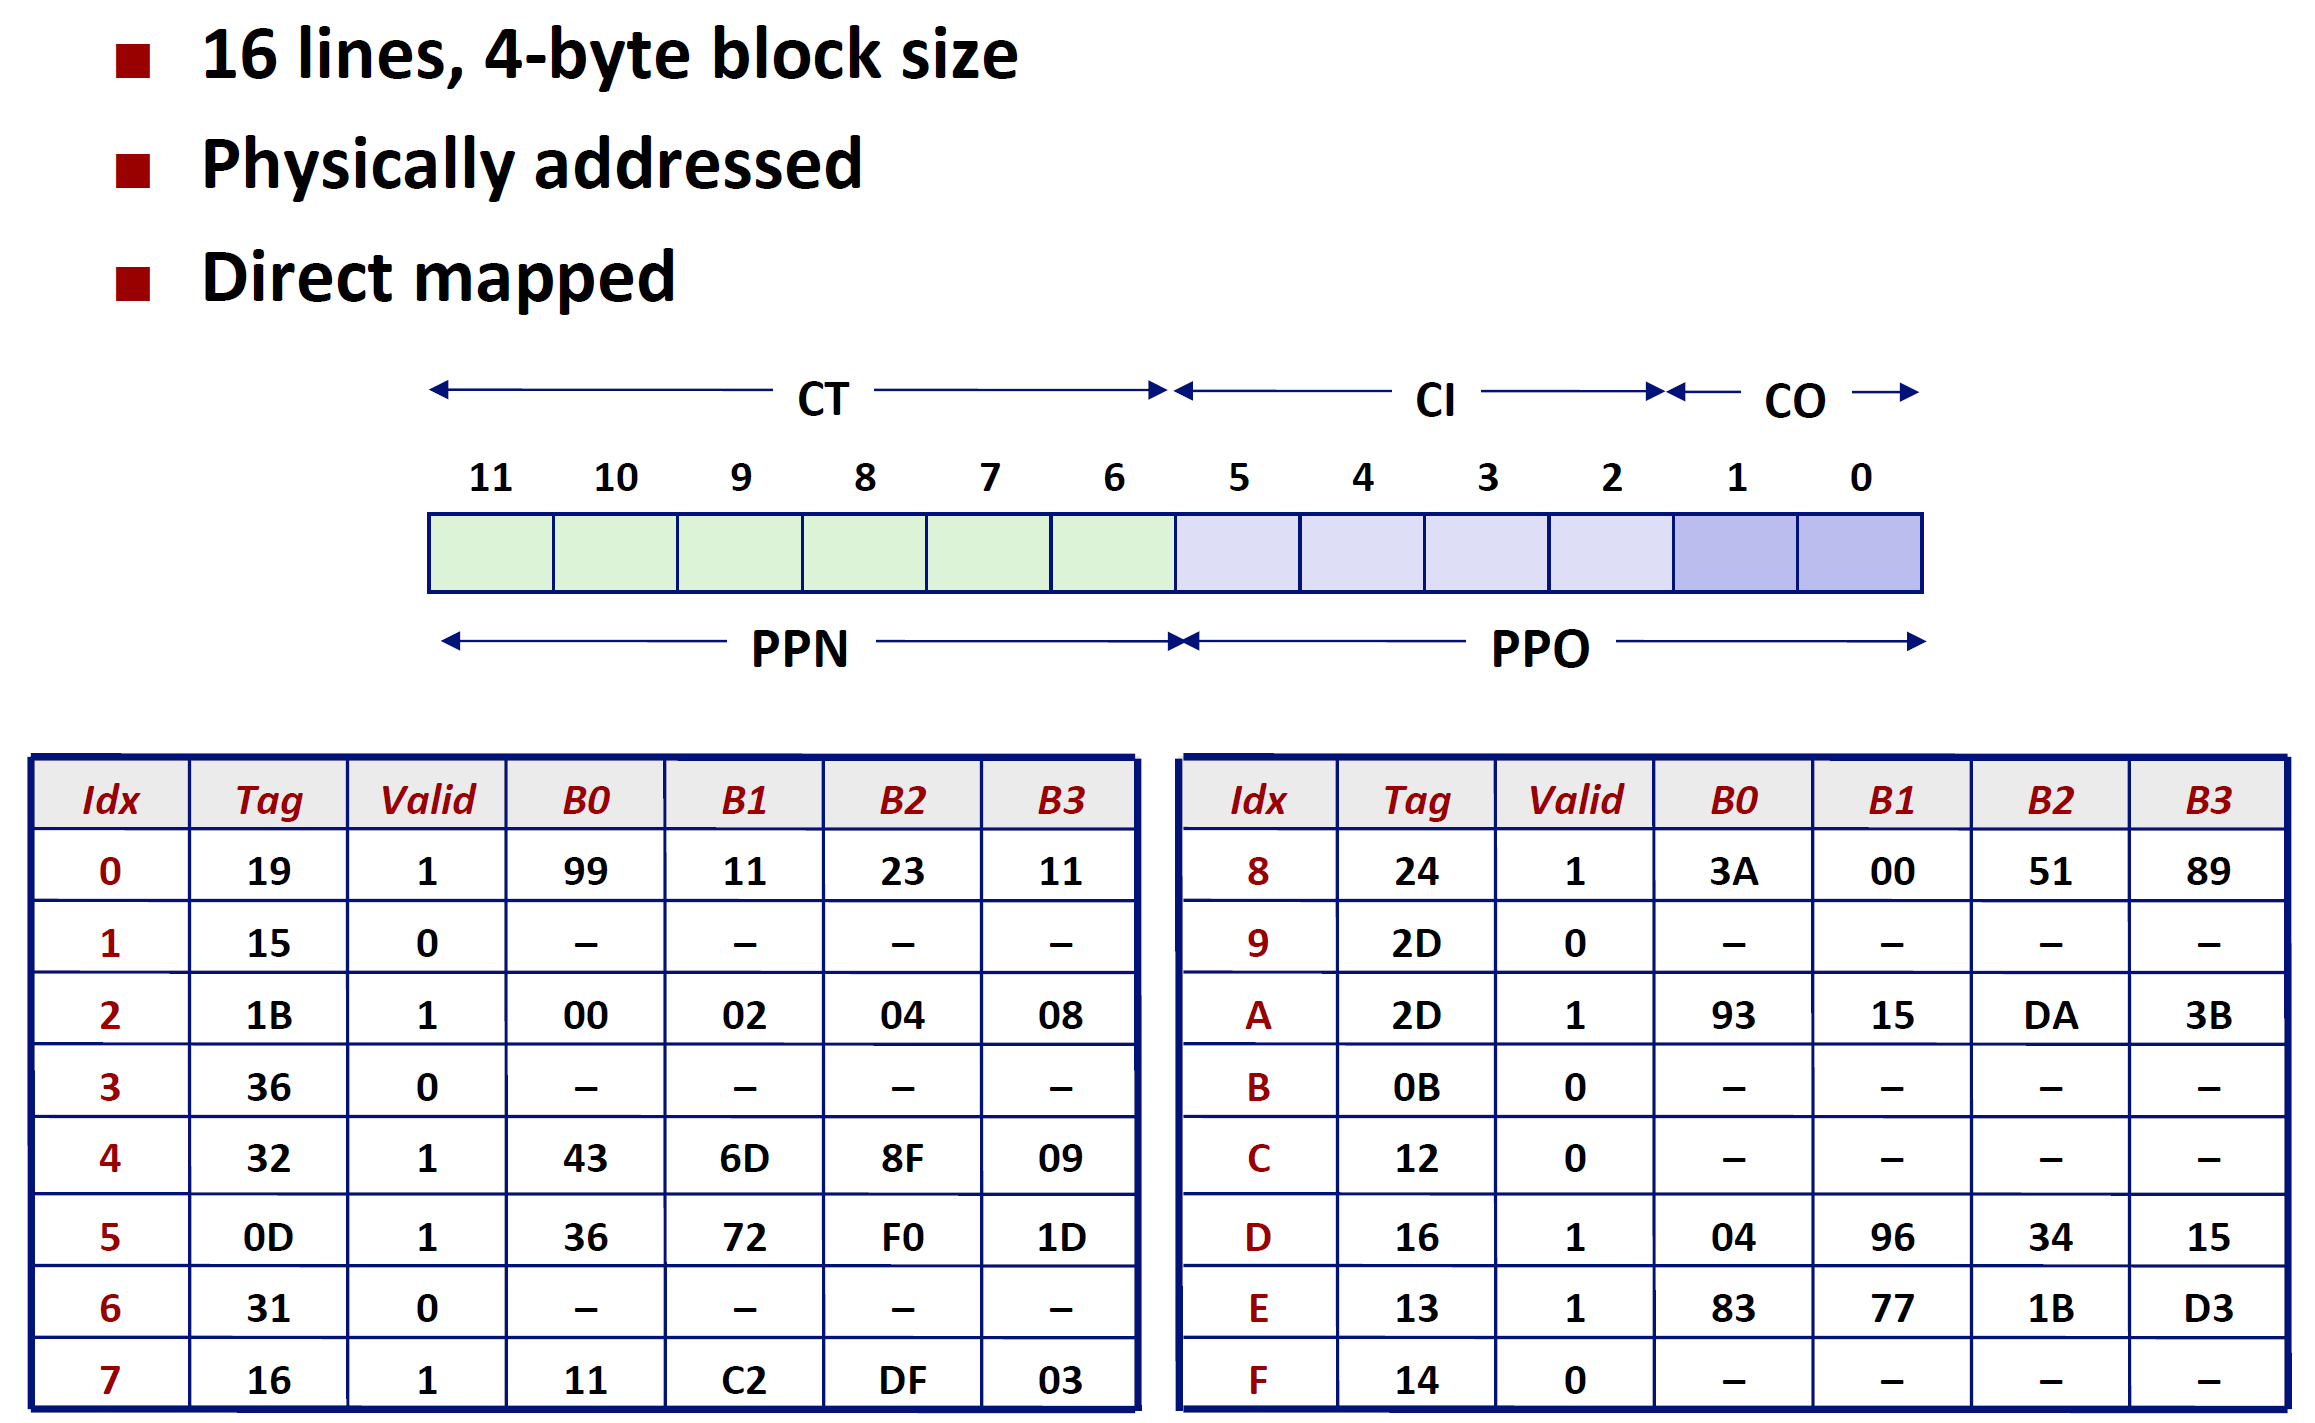 16 lines, 4-byte block size
Physically addressed
Direct mapped
CT CI CO
11 10 9 8 7 6 5 4 3 2 1 0
PPN PPO
Idx Tag Valid B0 B1 B2 B3
0 19 1 99 11 23 11
1 15 0 – – – –
2 1B 1 00 02 04 08
3 36 0 – – – –
4 32 1 43 6D 8F 09
5 0D 1 36 72 F0 1D
6 31 0 – – – –
7 16 1 11 C2 DF 03
Idx Tag Valid B0 B1 B2 B3
8 24 1 3A 00 51 89
9 2D 0 – – – –
A 2D 1 93 15 DA 3B
B 0B 0 – – – –
C 12 0 – – – –
D 16 1 04 96 34 15
E 13 1 83 77 1B D3
F 14 0 – – – –